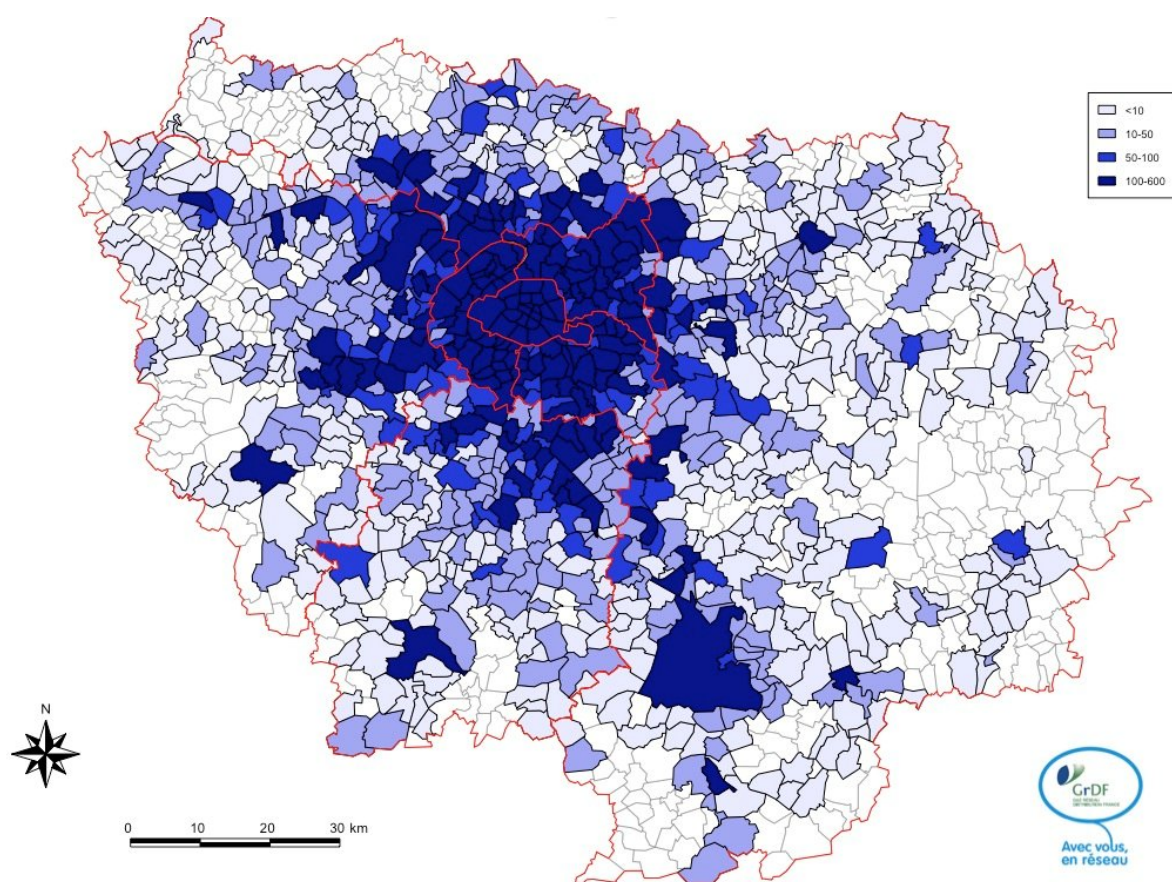 <10
10-50
50-100
100-600
N
0 10 20 30 km
GrDF
GAZ RÉSEAU
DISTRIBUTION FRANCE
Avec vous,
en réseau